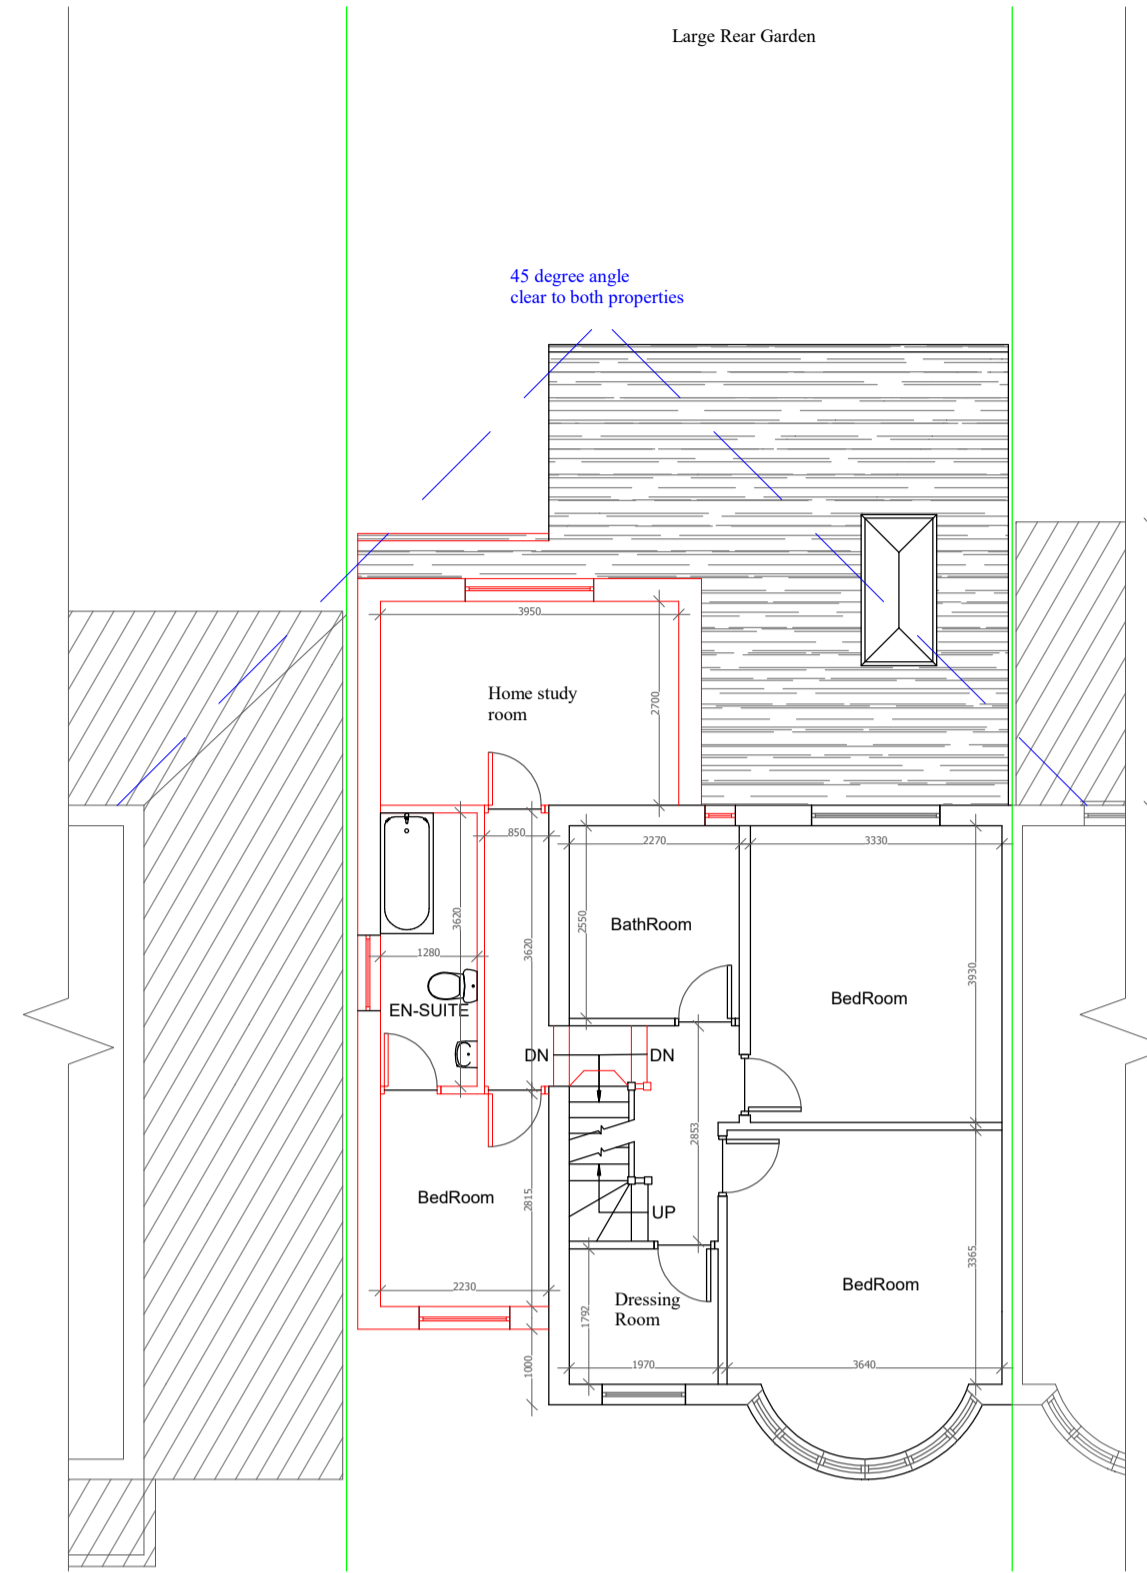 Large Rear Garden
45 degree angle
clear to both properties
3950
Home study
room
2700
850
2270
3330
3620
3620
2550
BathRoom
1280
3930
BedRoom
EN-SUITE
DN
DN
2853
BedRoom
2815
UP
3365
2230
Dressing
Room
BedRoom
1792
1000
1970
3640